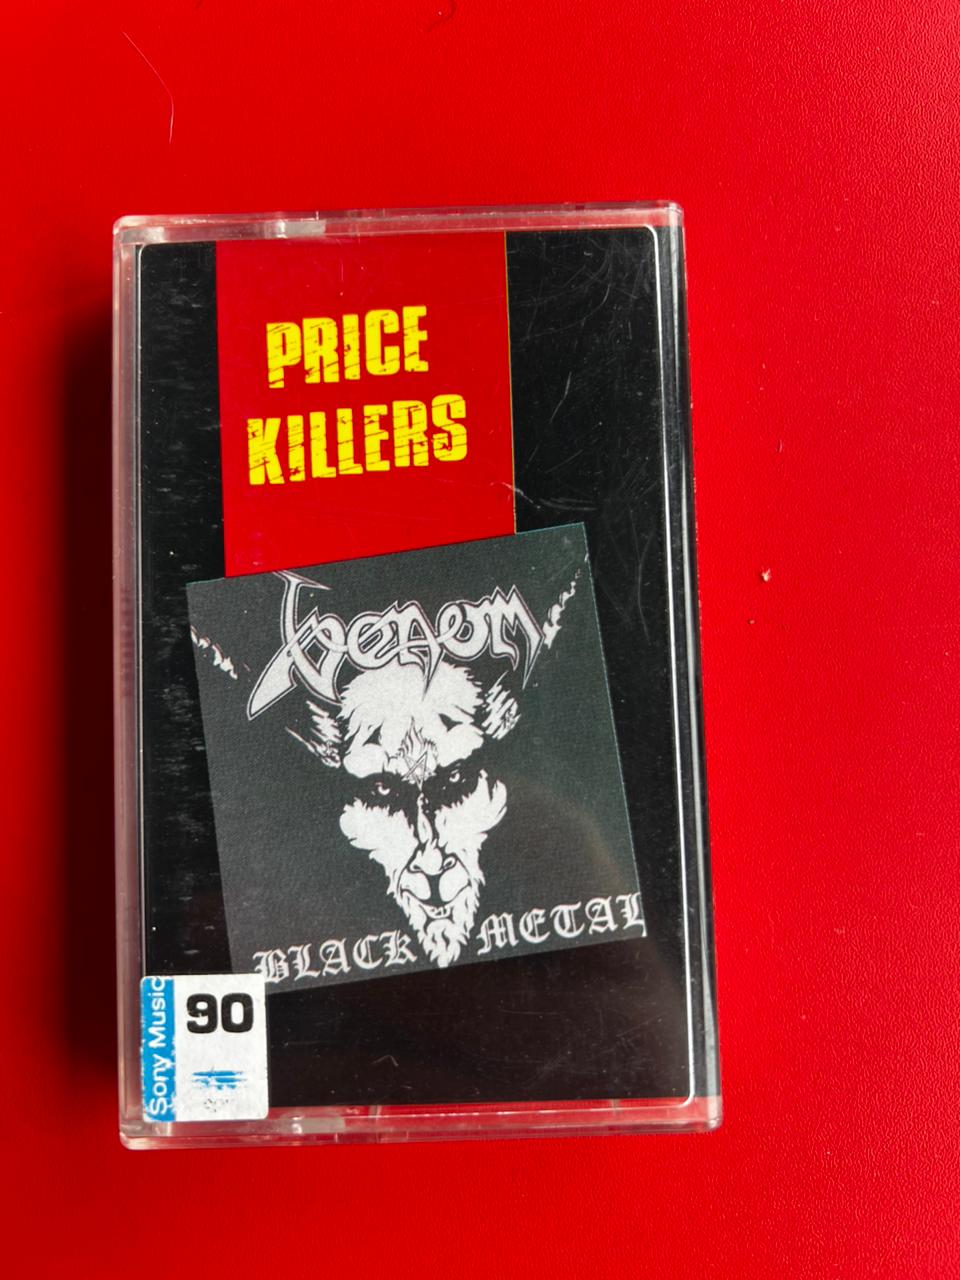 PRICE
KILLERS
Venom
BLACK METAL
Sony Music
90